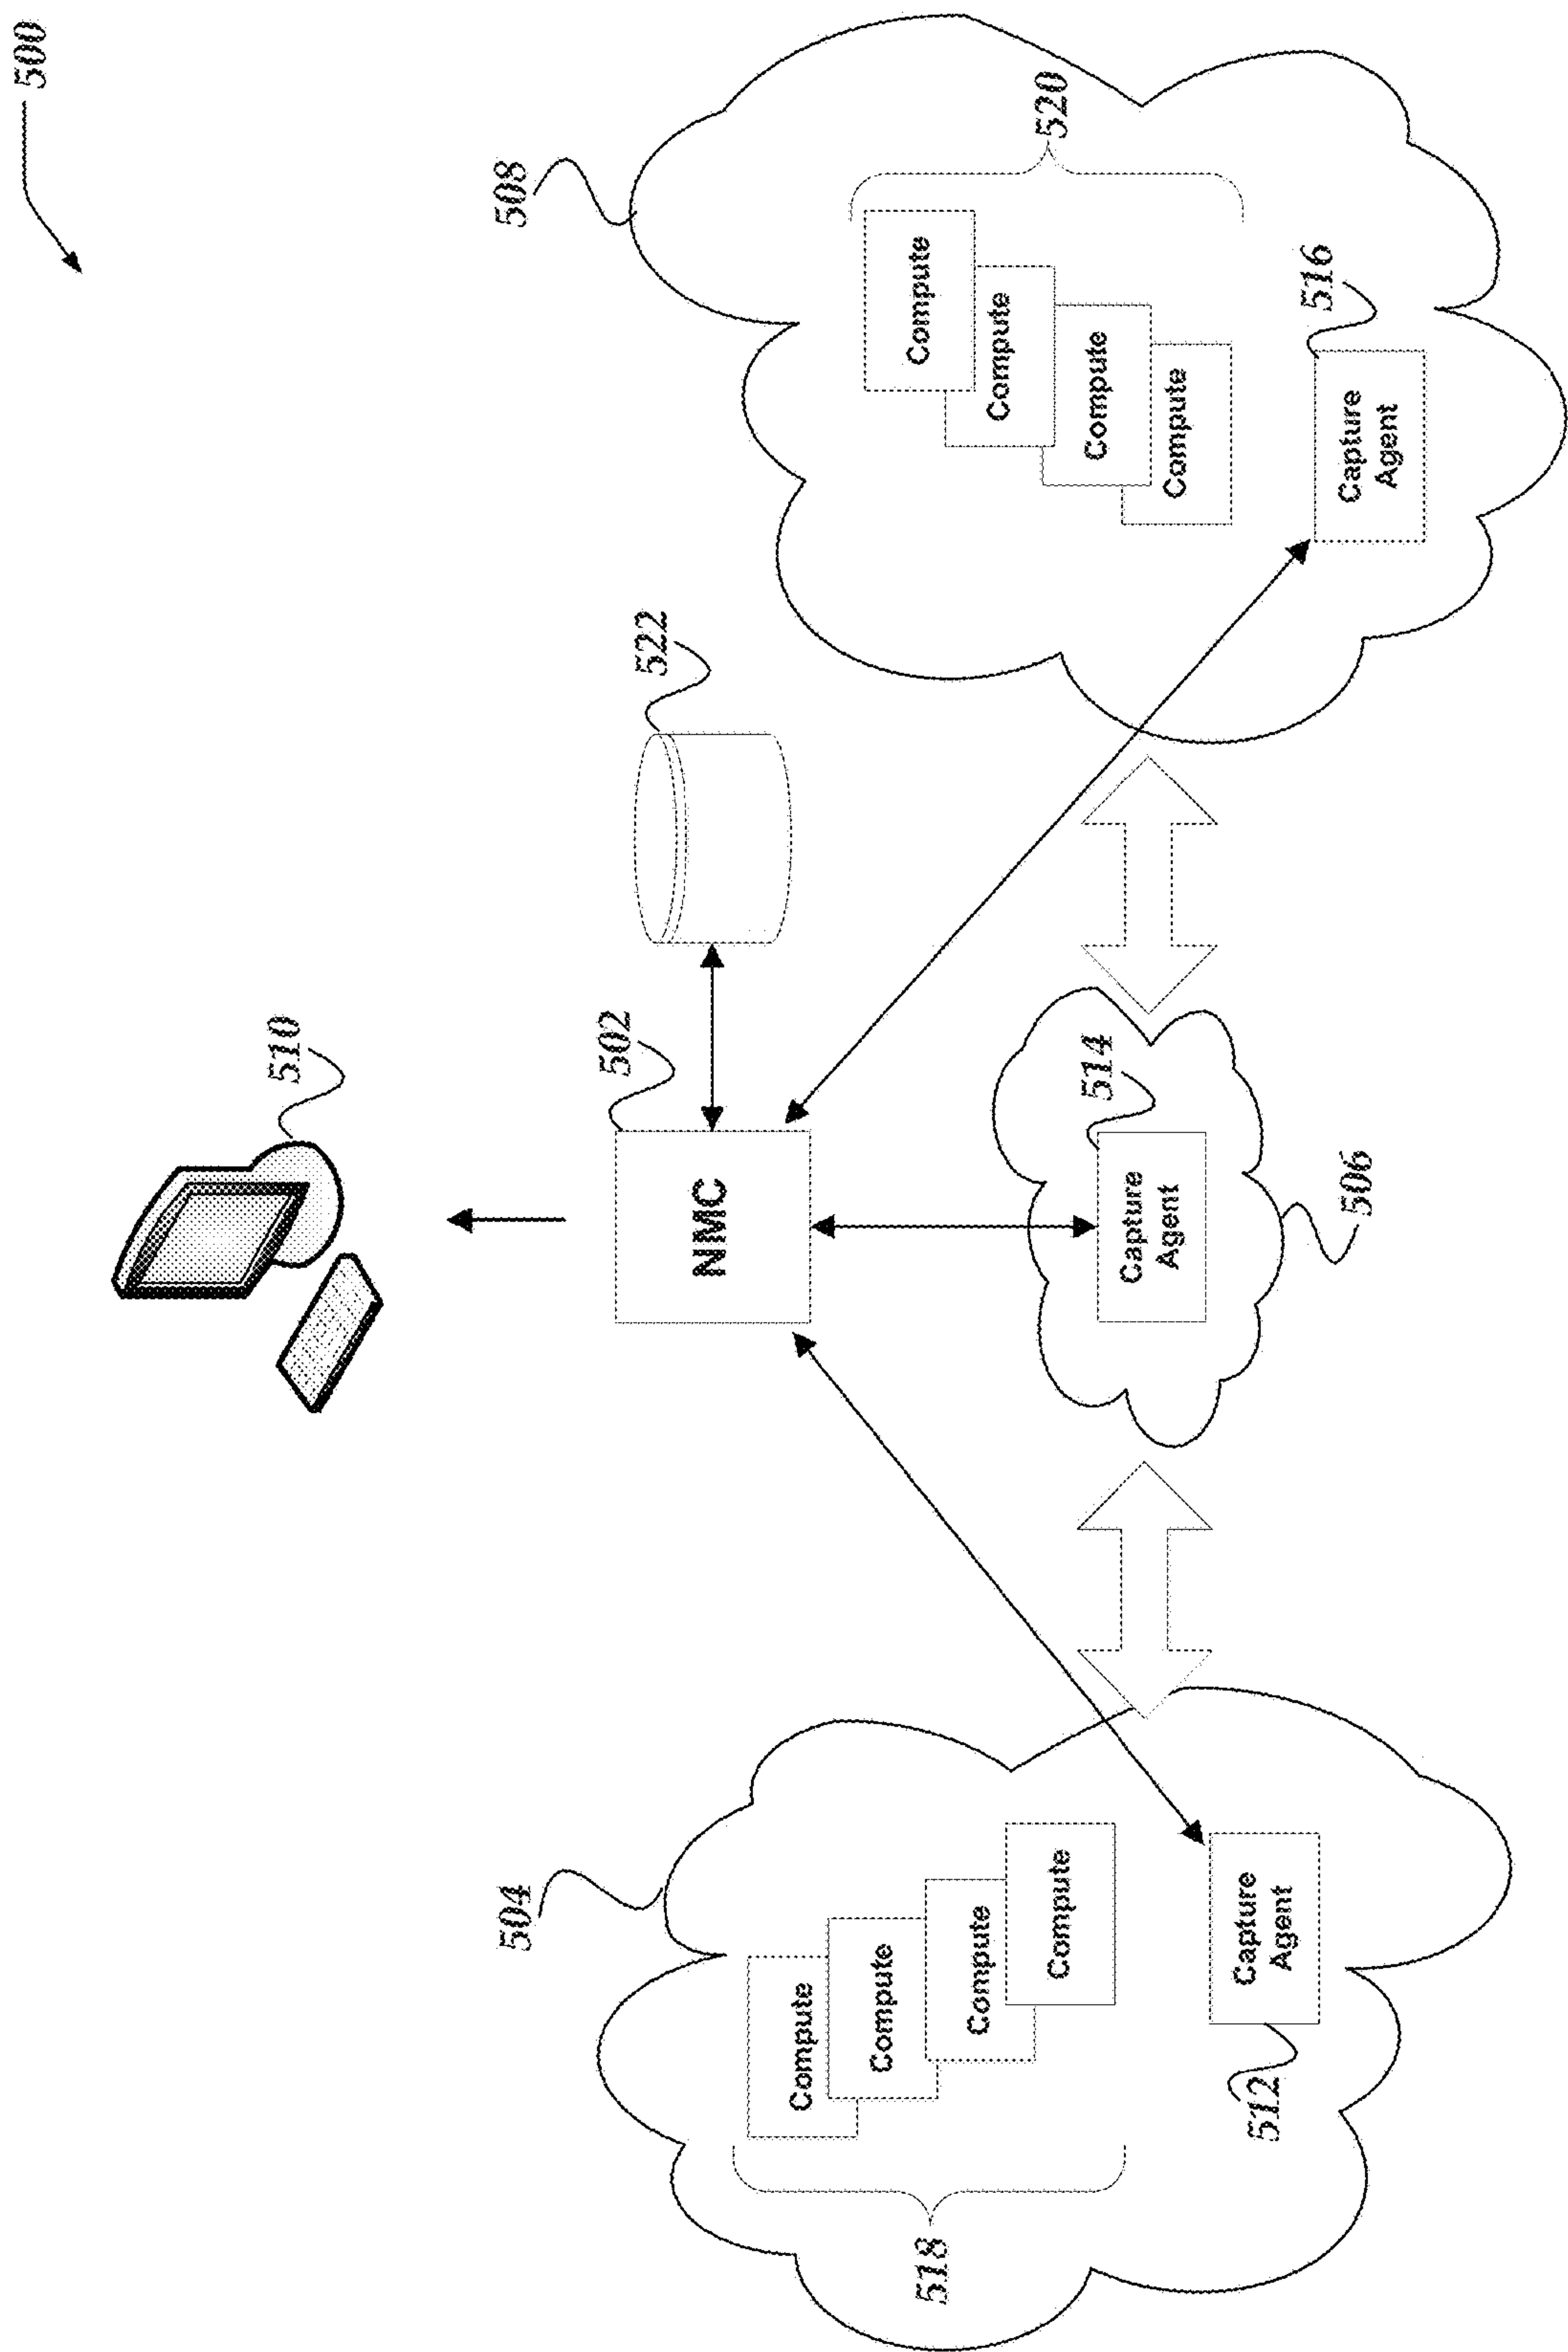 500
510
502
522
504
508
NMC
518
Compute
Compute
Compute
Compute
Compute
Compute
Compute
Compute
520
514
Capture
Agent
506
512
Capture
Agent
516
Capture
Agent